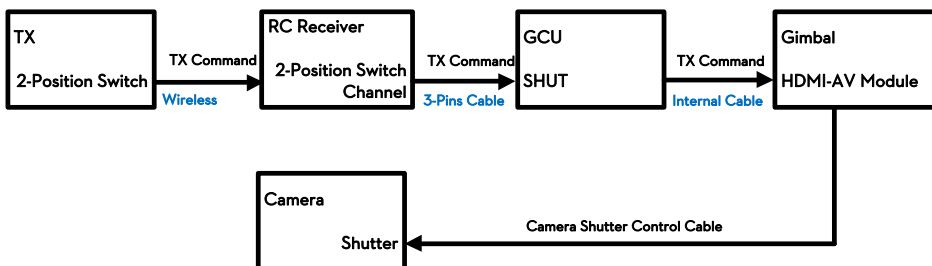 TX
2-Position Switch
TX Command
Wireless
RC Receiver
2-Position Switch
Channel
TX Command
3-Pins Cable
GCU
SHUT
TX Command
Internal Cable
Gimbal
HDMI-AV Module
Camera
Shutter
Camera Shutter Control Cable